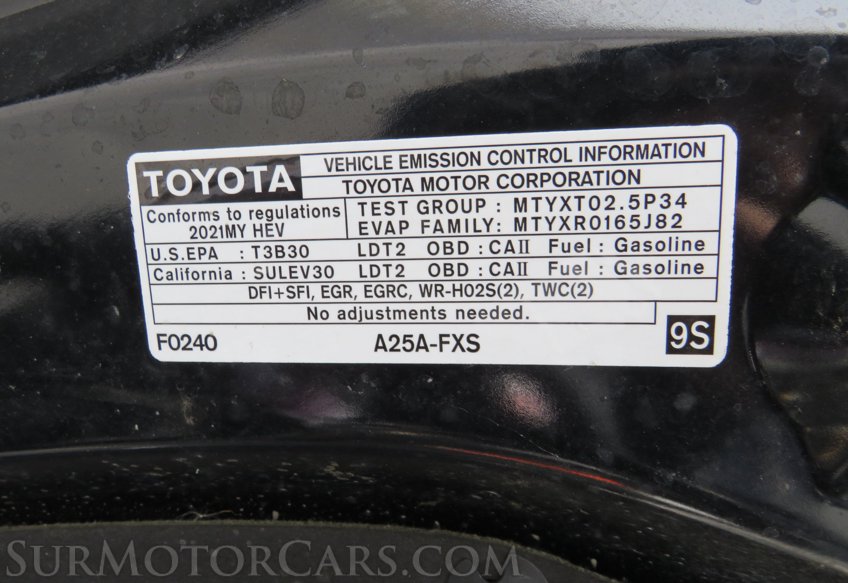 TOYOTA
VEHICLE EMISSION CONTROL INFORMATION
TOYOTA MOTOR CORPORATION
Conforms to regulations
2021MY HEV
TEST GROUP : MTYXT02.5P34
EVAP FAMILY: MTYXR0165J82
U.S.EPA : T3B30 LDT2 OBD : CAII Fuel : Gasoline
California : SULEV30 LDT2 OBD : CAII Fuel : Gasoline
DFI+SFI, EGR, EGRC, WR-HO2S(2), TWC(2)
No adjustments needed.
F0240 A25A-FXS 9S
SURMOTORCARS.COM